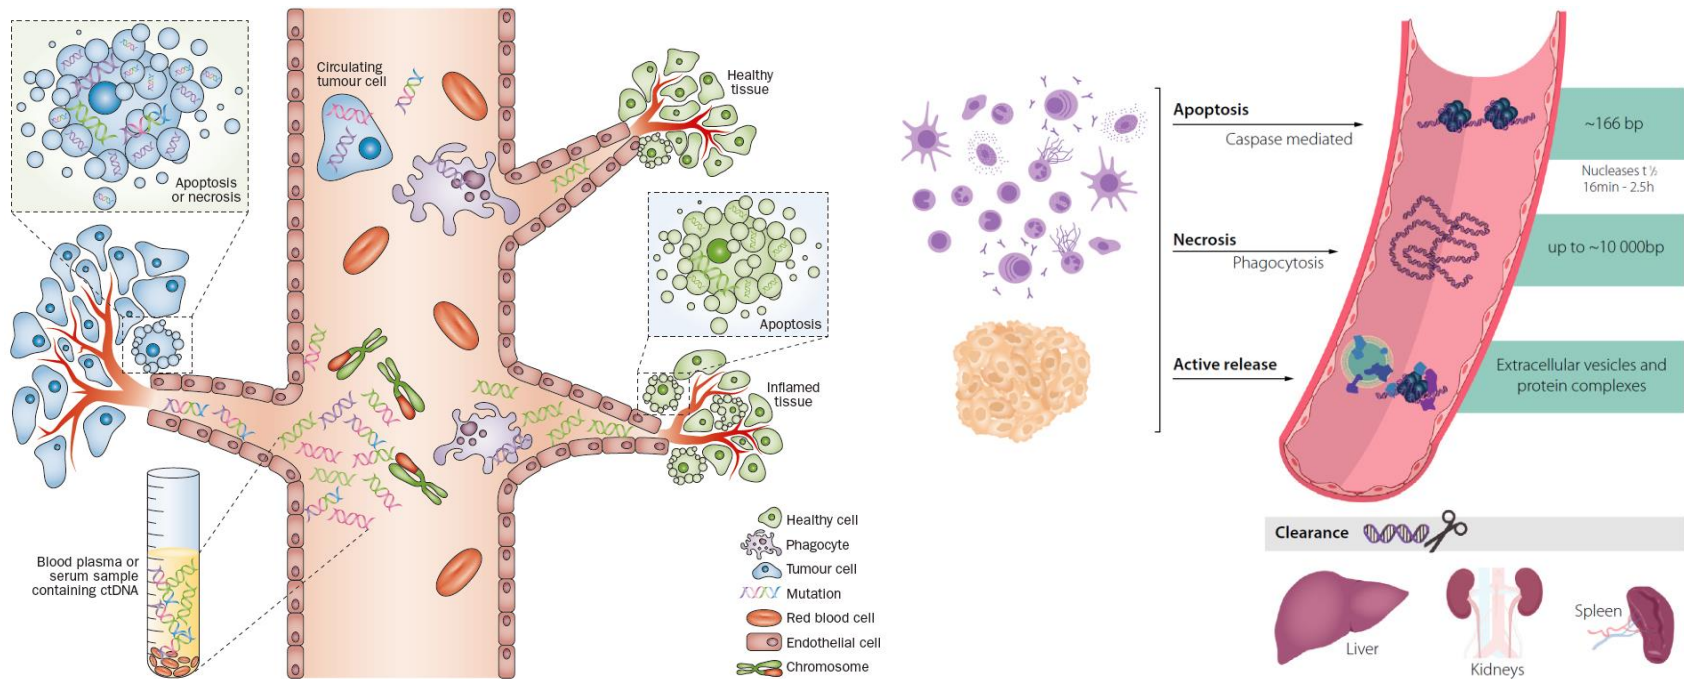 Apoptosis
or necrosis
Circulating
tumour cell
Healthy
tissue
Apoptosis
Inflamed
tissue
Blood plasma or
serum sample
containing ctDNA
Healthy cell
Phagocyte
Tumour cell
Mutation
Red blood cell
Endothelial cell
Chromosome
Apoptosis
Caspase mediated
~166 bp
Nucleases t ½
16min - 2.5h
Necrosis
Phagocytosis
up to ~10 000bp
Active release
Extracellular vesicles and
protein complexes
Clearance
Liver
Kidneys
Spleen